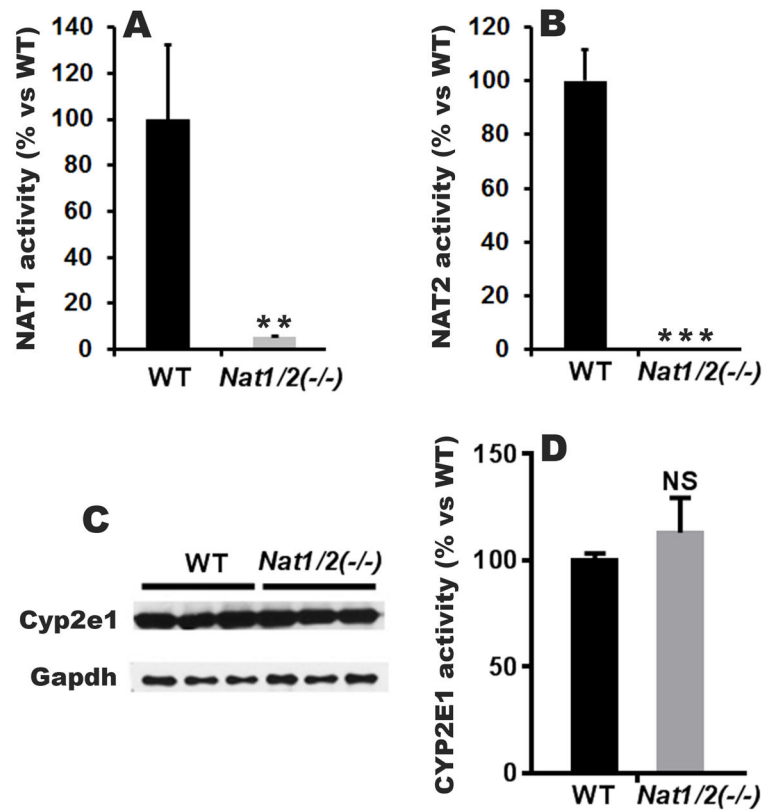 A
NAT1 activity (% vs WT)
140
120
100
80
60
40
20
0
**
WT Nat1/2(-/-)
B
NAT2 activity (% vs WT)
120
100
80
60
40
20
0
***
WT Nat1/2(-/-)
C
WT Nat1/2(-/-)
Cyp2e1
Gapdh
D
CYP2E1 activity (% vs WT)
150
100
50
0
NS
WT Nat1/2(-/-)